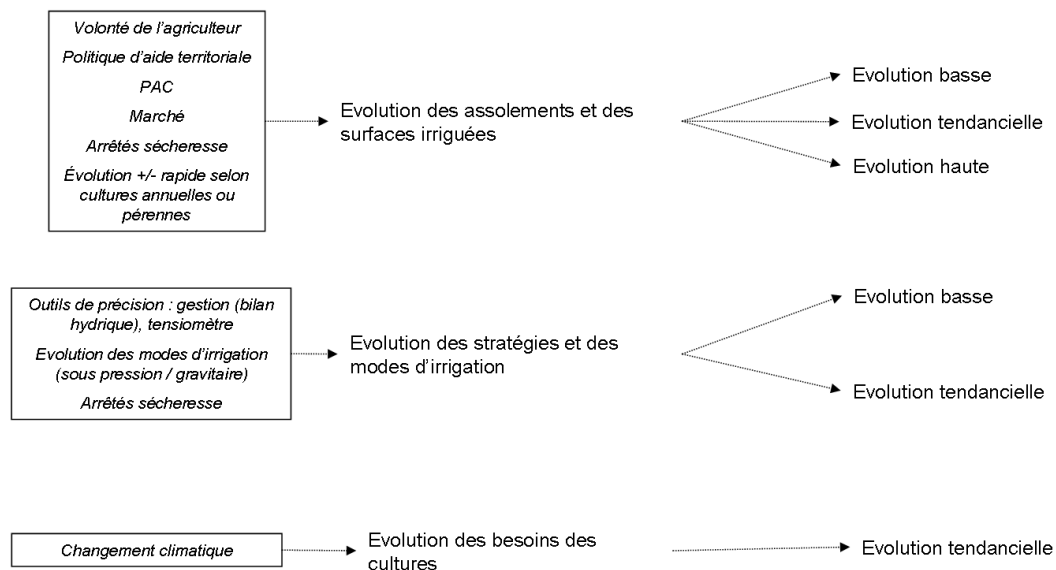 Volonté de l'agriculteur
Politique d'aide territoriale
PAC
Marché
Arrêtés sécheresse
Évolution +/- rapide selon
cultures annuelles ou
pérennes
Evolution des assolements et des
surfaces irriguées
Evolution basse
Evolution tendancielle
Evolution haute
Outils de précision : gestion (bilan
hydrique), tensiomètre
Evolution des modes d'irrigation
(sous pression / gravitaire)
Arrêtés sécheresse
Evolution des stratégies et des
modes d'irrigation
Evolution basse
Evolution tendancielle
Changement climatique
Evolution des besoins des
cultures
Evolution tendancielle